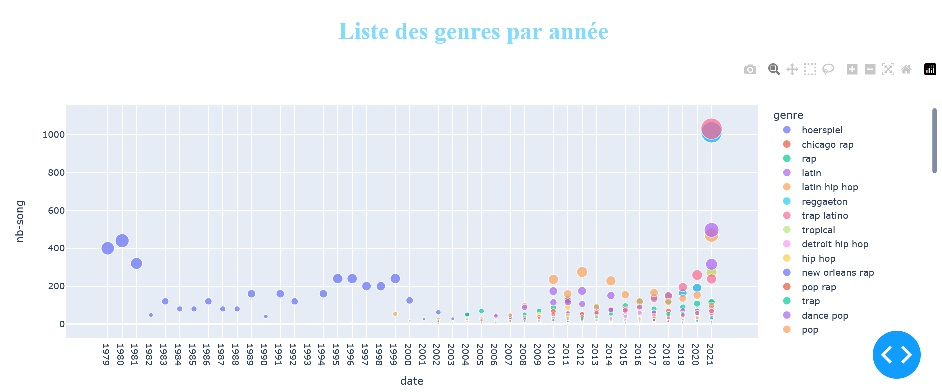 Liste des genres par année
genre
1000
800
600
400
200
0
nb-song
hoerspiel
chicago rap
rap
latin
latin hip hop
reggaeton
trap latino
tropical
detroit hip hop
hip hop
new orleans rap
pop rap
trap
dance pop
pop
1979
1980
1981
1982
1983
1984
1985
1986
1987
1988
1989
1990
1991
1992
1993
1994
1995
1996
1997
1998
1999
2000
2001
2002
2003
2004
2005
2006
2007
2008
2009
2010
2011
2012
2013
2014
2015
2016
2017
2018
2019
2020
2021
date